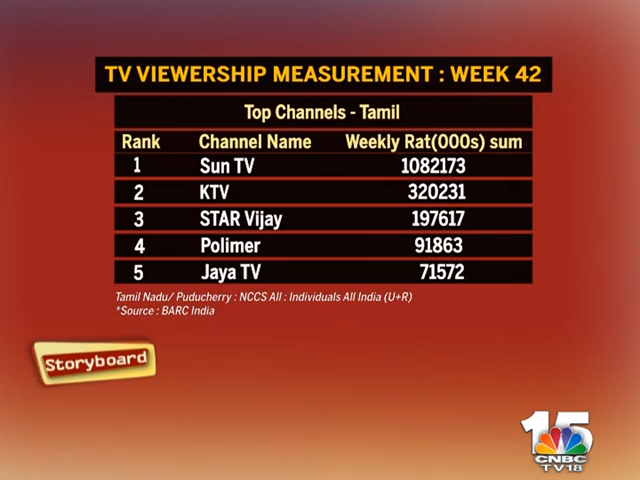 TV VIEWERSHIP MEASUREMENT : WEEK 42
Top Channels - Tamil
Rank Channel Name Weekly Rat(000s) sum
1 Sun TV 1082173
2 KTV 320231
3 STAR Vijay 197617
4 Polimer 91863
5 Jaya TV 71572
Tamil Nadu/ Puducherry : NCCS All : Individuals All India (U+R)
*Source : BARC India
Storyboard
15
CNBC
TV18